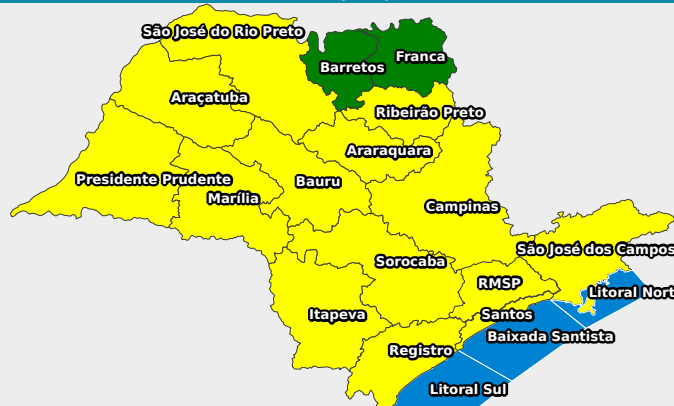 São José do Rio Preto
Franca
Barretos
Araçatuba
Ribeirão Preto
Araraquara
Presidente Prudente
Bauru
Marília
Campinas
São José dos Campos
Sorocaba
RMSP
Litoral Nort
Itapeva
Santos
Baixada Santista
Registro
Litoral Sul